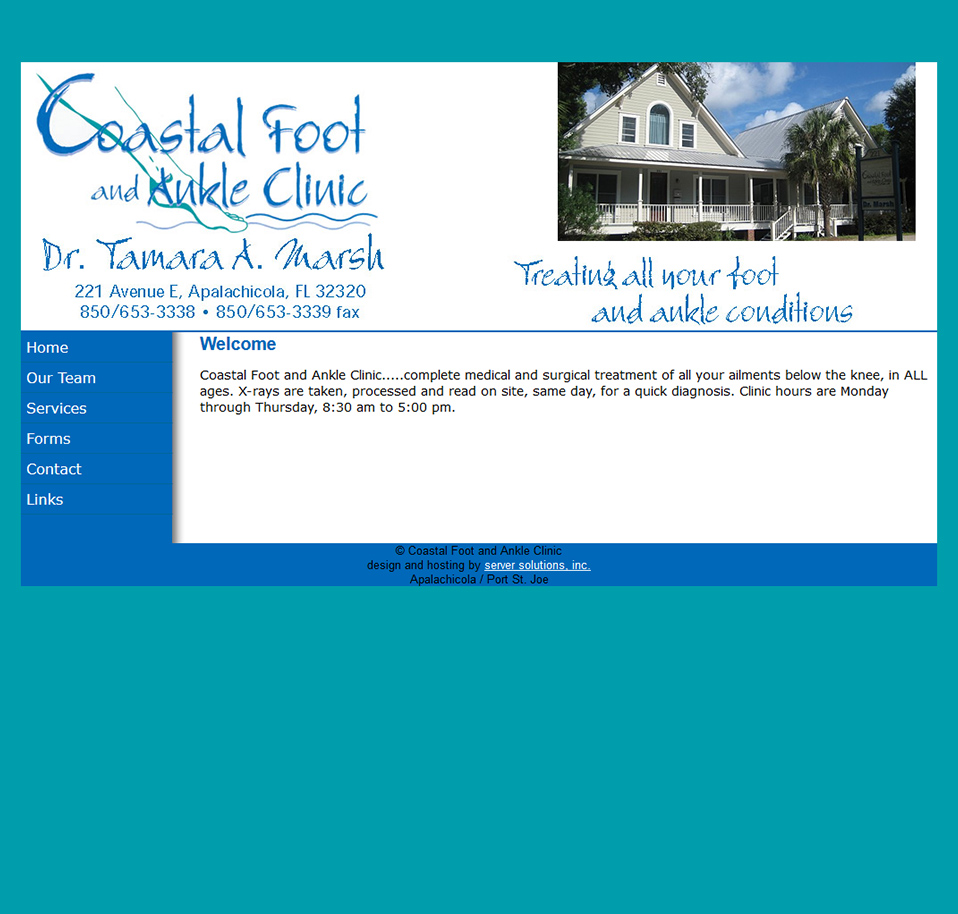 Coastal Foot
and Ankle Clinic
Dr. Tamara A. Marsh
221 Avenue E, Apalachicola, FL 32320
850/653-3338 • 850/653-3339 fax
Coastal Foot
Dr. Marsh
Treating all your foot
and ankle conditions
Home
Our Team
Services
Forms
Contact
Links
Welcome
Coastal Foot and Ankle Clinic.....complete medical and surgical treatment of all your ailments below the knee, in ALL
ages. X-rays are taken, processed and read on site, same day, for a quick diagnosis. Clinic hours are Monday
through Thursday, 8:30 am to 5:00 pm.
© Coastal Foot and Ankle Clinic
design and hosting by server solutions, inc.
Apalachicola / Port St. Joe